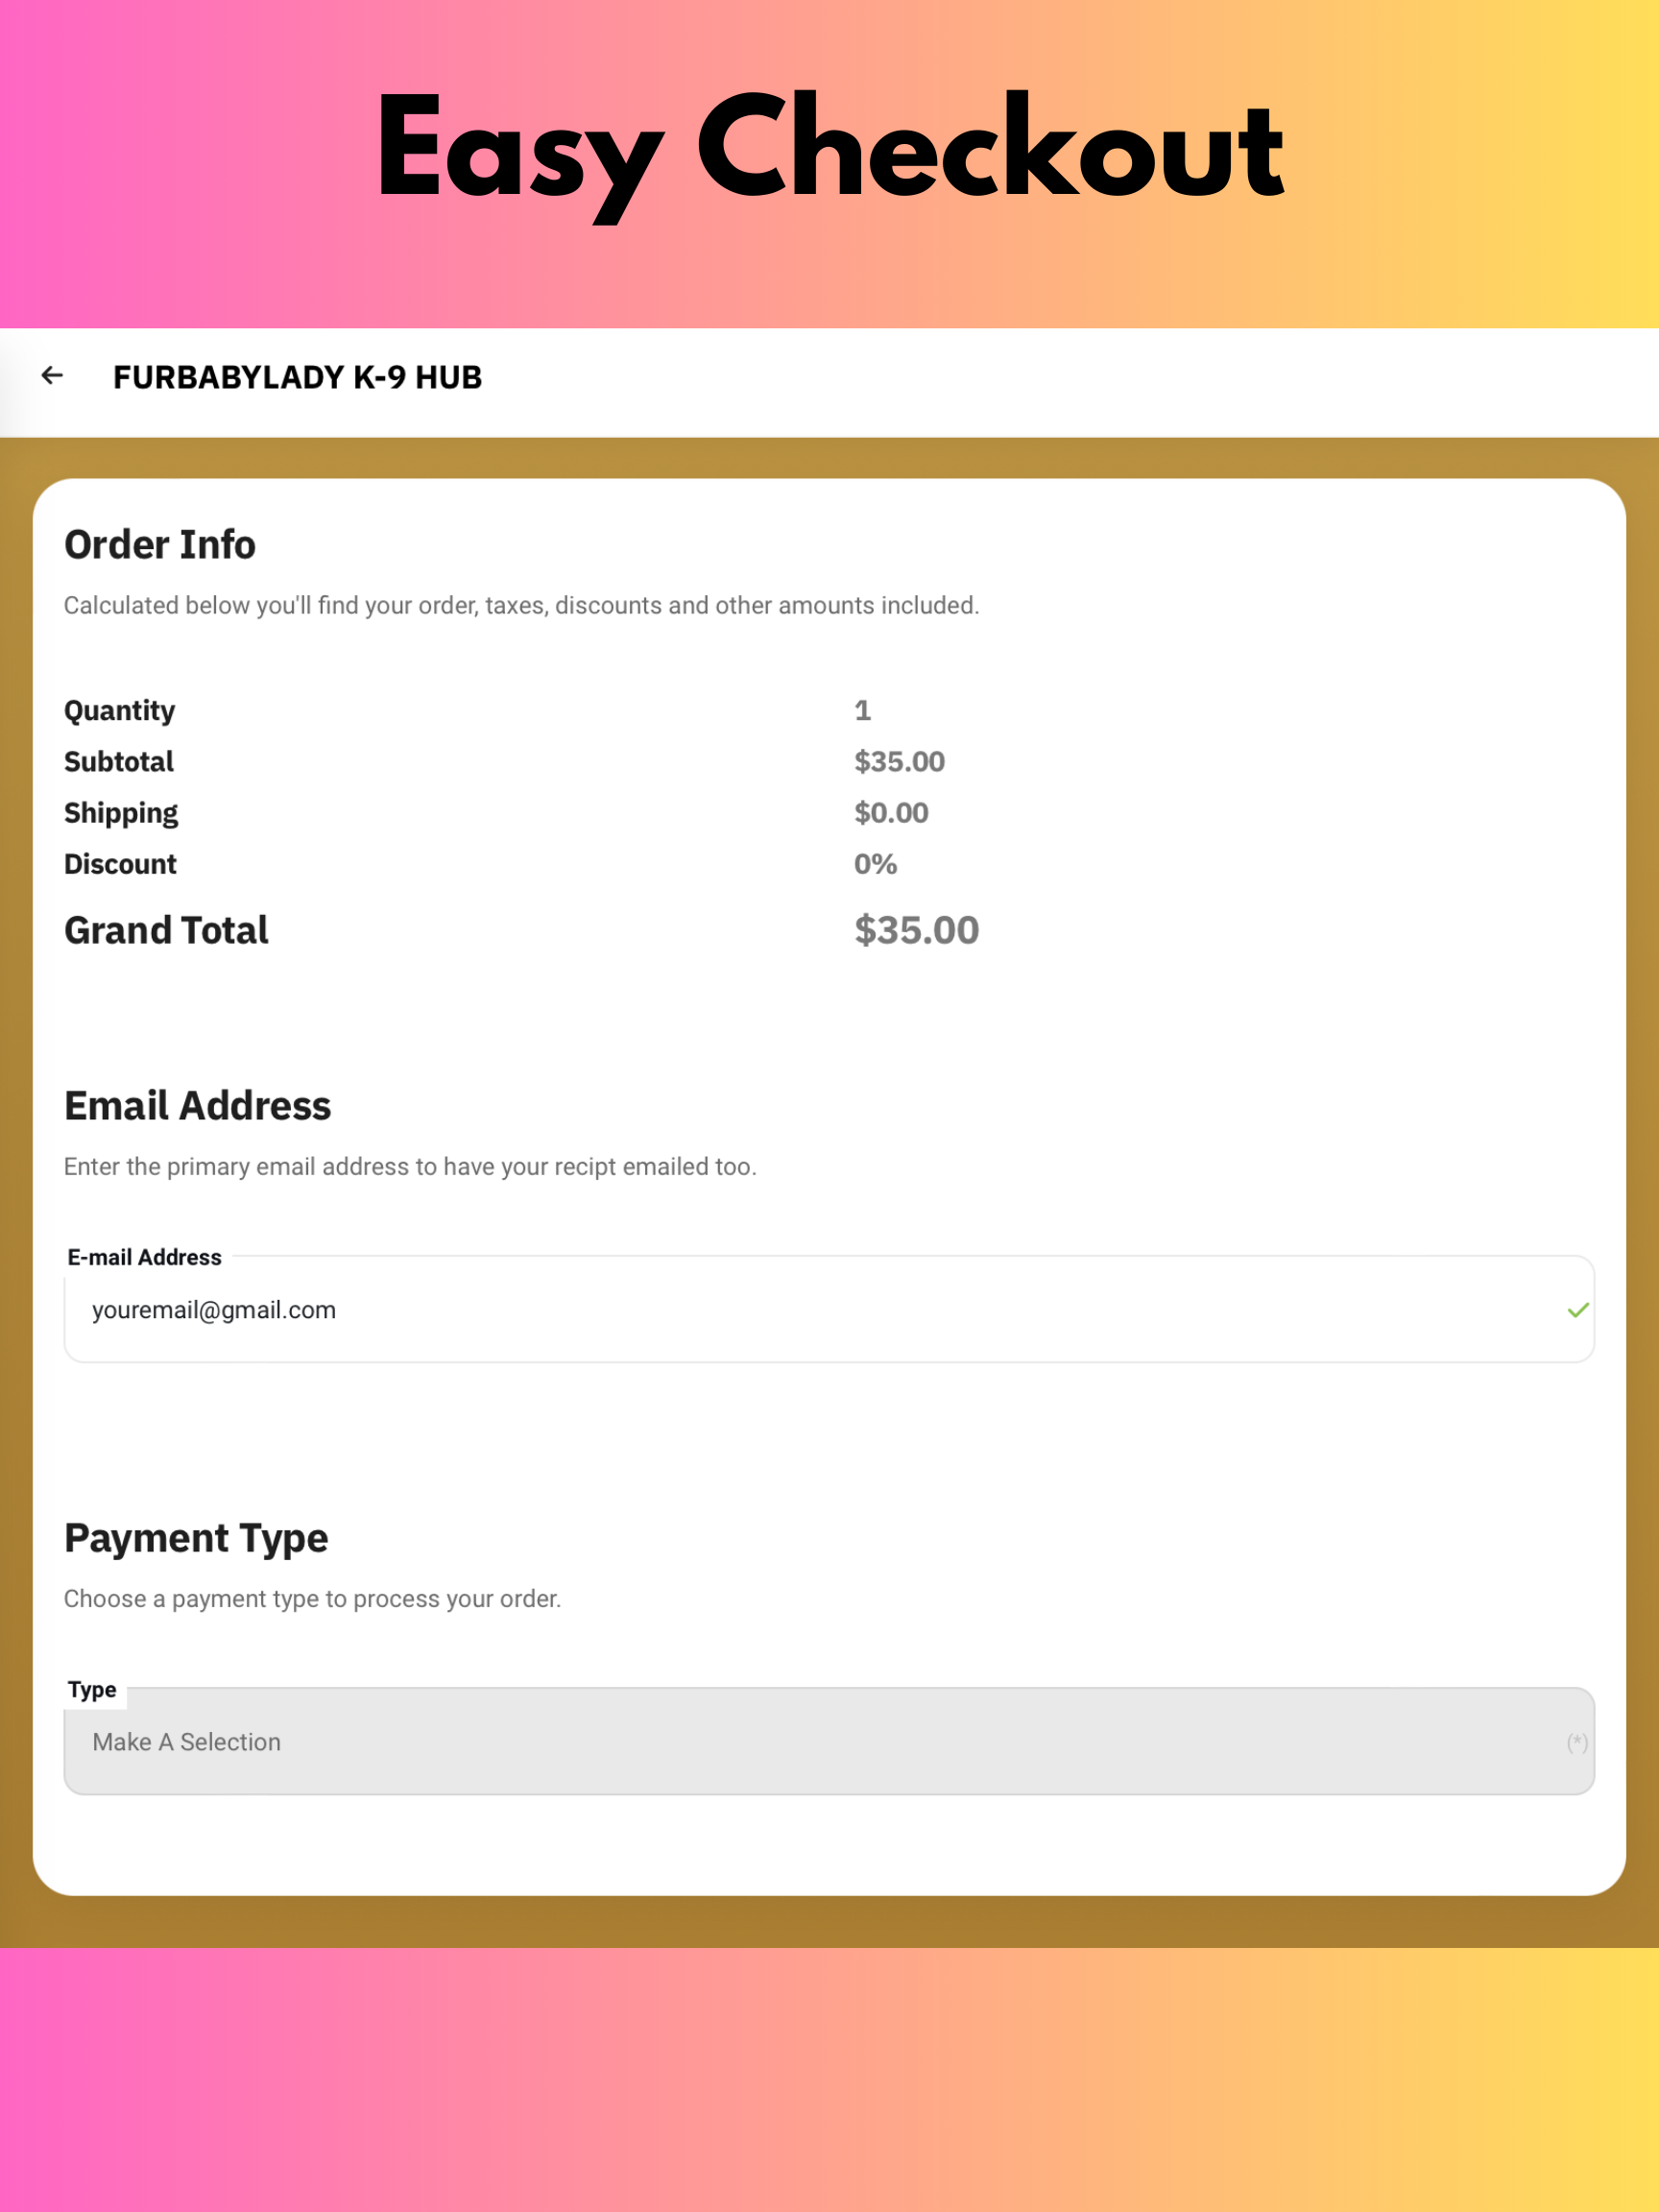 Easy Checkout
FURBABYLADY K-9 HUB
Order Info
Calculated below you'll find your order, taxes, discounts and other amounts included.
Quantity 1
Subtotal $35.00
Shipping $0.00
Discount 0%
Grand Total $35.00
Email Address
Enter the primary email address to have your recipt emailed too.
E-mail Address
youremail@gmail.com
Payment Type
Choose a payment type to process your order.
Type
Make A Selection (*)